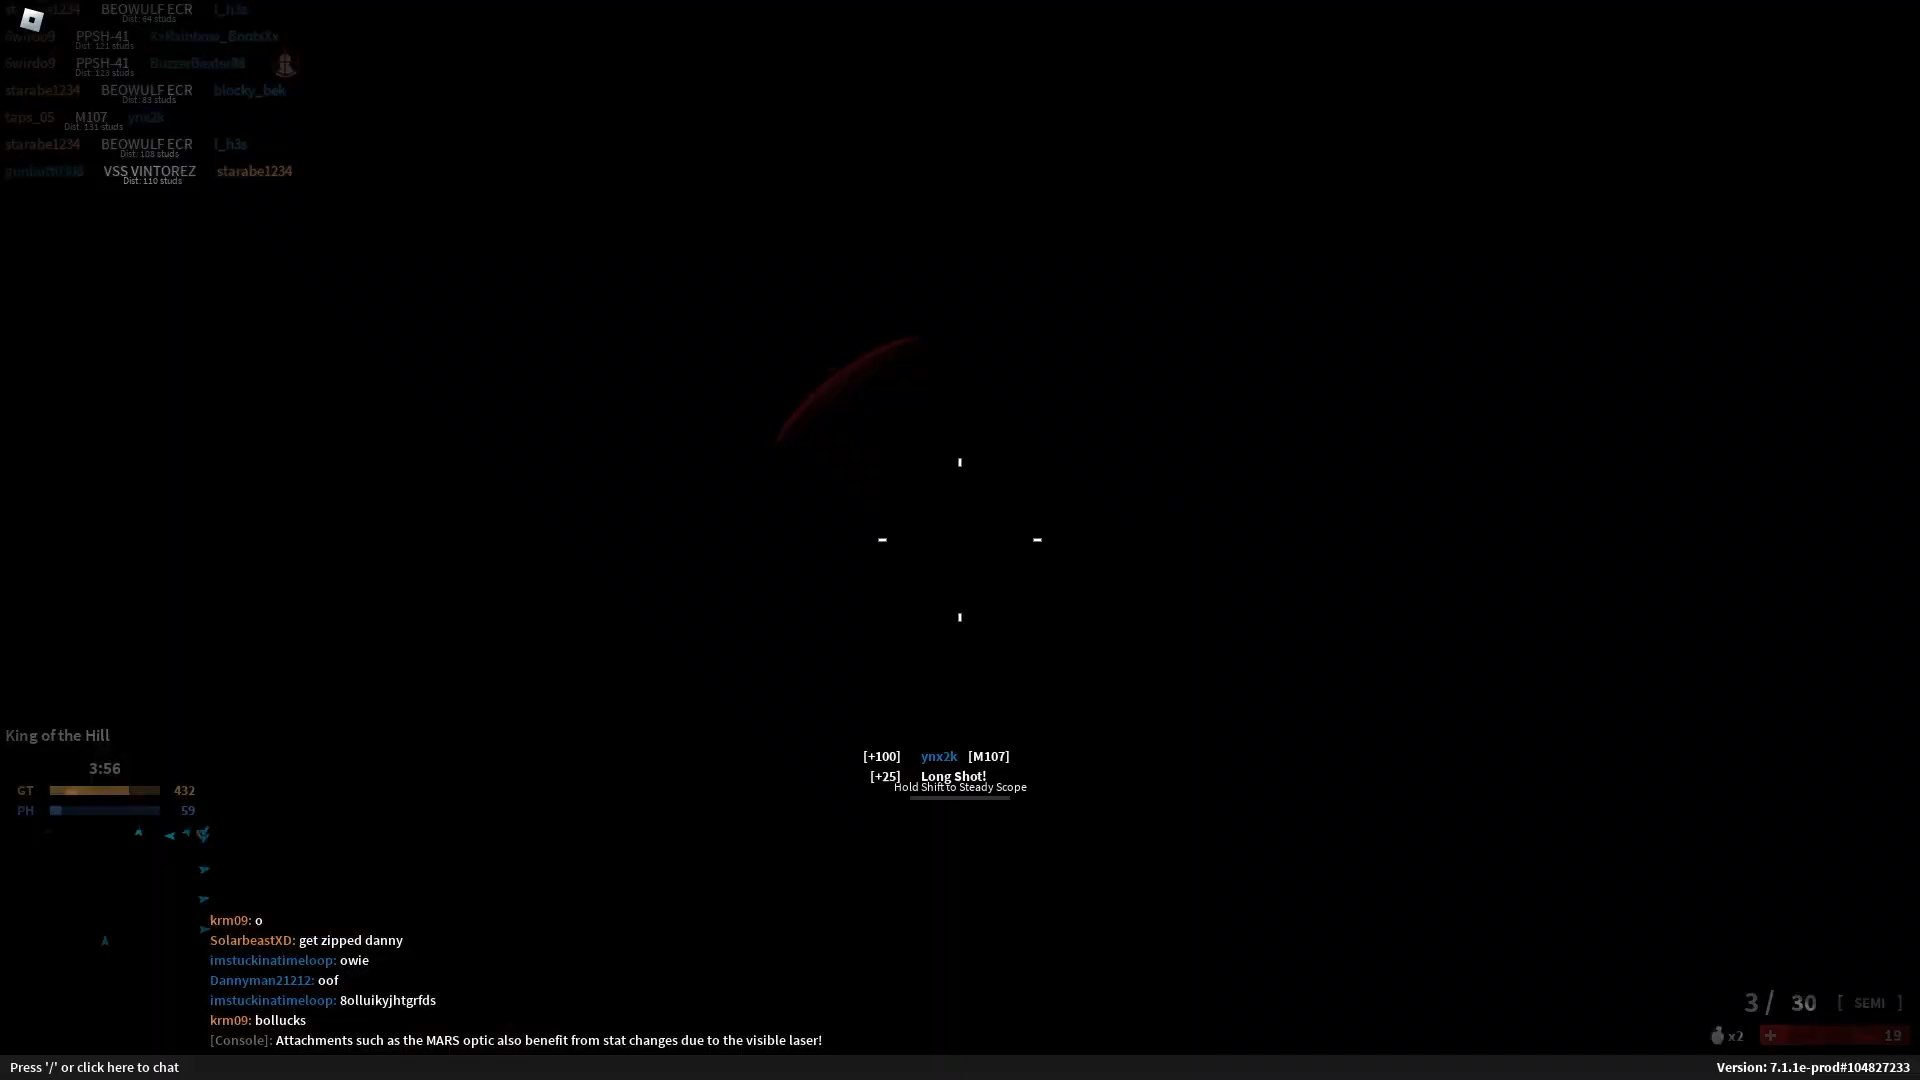 starabe1234 BEOWULF ECR l_h3s
Dist: 64 studs
6wirdo9 PPSH-41 XxRainbow_BootsXx
Dist: 121 studs
6wirdo9 PPSH-41
Dist: 123 studs
starabe1234 BEOWULF ECR blocky_bek
Dist: 83 studs
taps_05 M107 ynx2k
Dist: 131 studs
starabe1234 BEOWULF ECR l_h3s
Dist: 108 studs
VSS VINTOREZ starabe1234
Dist: 110 studs
King of the Hill
3:56
GT 432
PH 59
[+100] ynx2k [M107]
[+25] Long Shot!
Hold Shift to Steady Scope
krm09: o
SolarbeastXD: get zipped danny
imstuckinatimeloop: owie
Dannyman21212: oof
imstuckinatimeloop: 8olluikyjhtgrfds
krm09: bollucks
[Console]: Attachments such as the MARS optic also benefit from stat changes due to the visible laser!
3 / 30 [ SEMI ]
x2 + 19
Press '/' or click here to chat
Version: 7.1.1e-prod#104827233